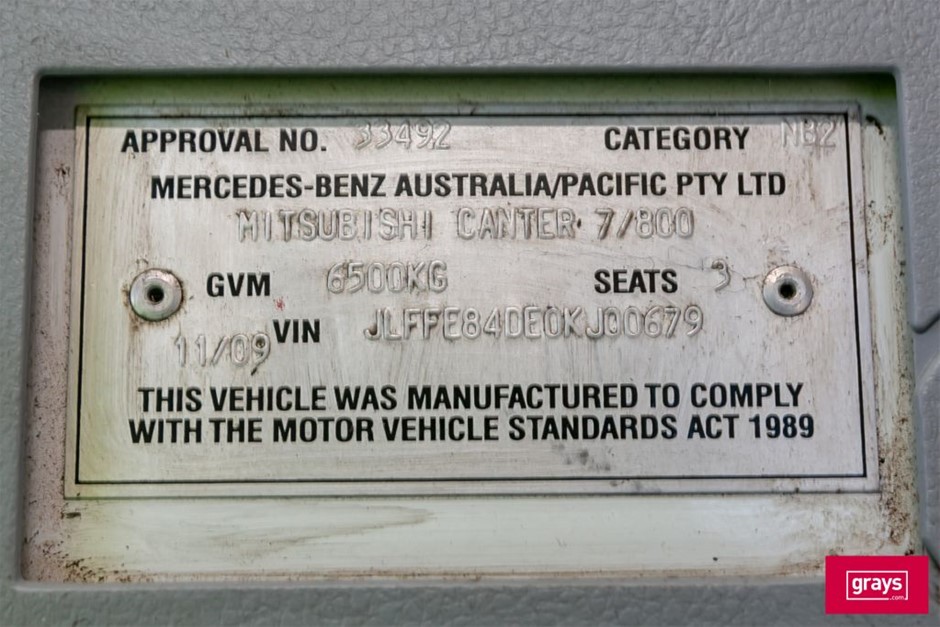 APPROVAL NO. 33492 CATEGORY NB2
MERCEDES-BENZ AUSTRALIA/PACIFIC PTY LTD
MITSUBISHI CANTER 7/800
GVM 6500KG SEATS 3
11/09 VIN JLFFE84DE0KJ00679
THIS VEHICLE WAS MANUFACTURED TO COMPLY
WITH THE MOTOR VEHICLE STANDARDS ACT 1989
grays
.com